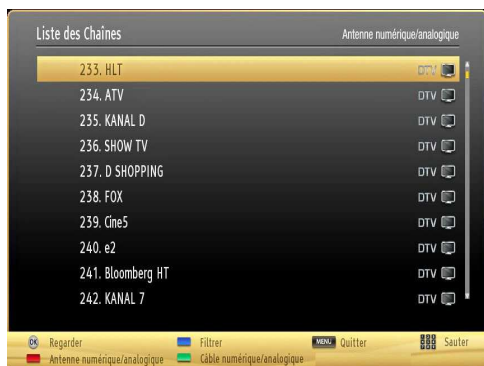 Liste des Chaînes Antenne numérique/analogique
233. HLT DTV
234. ATV DTV
235. KANAL D DTV
236. SHOW TV DTV
237. D SHOPPING DTV
238. FOX DTV
239. Cine5 DTV
240. e2 DTV
241. Bloomberg HT DTV
242. KANAL 7 DTV
OK Regarder Filtrer MENU Quitter Sauter
Antenne numérique/analogique Câble numérique/analogique